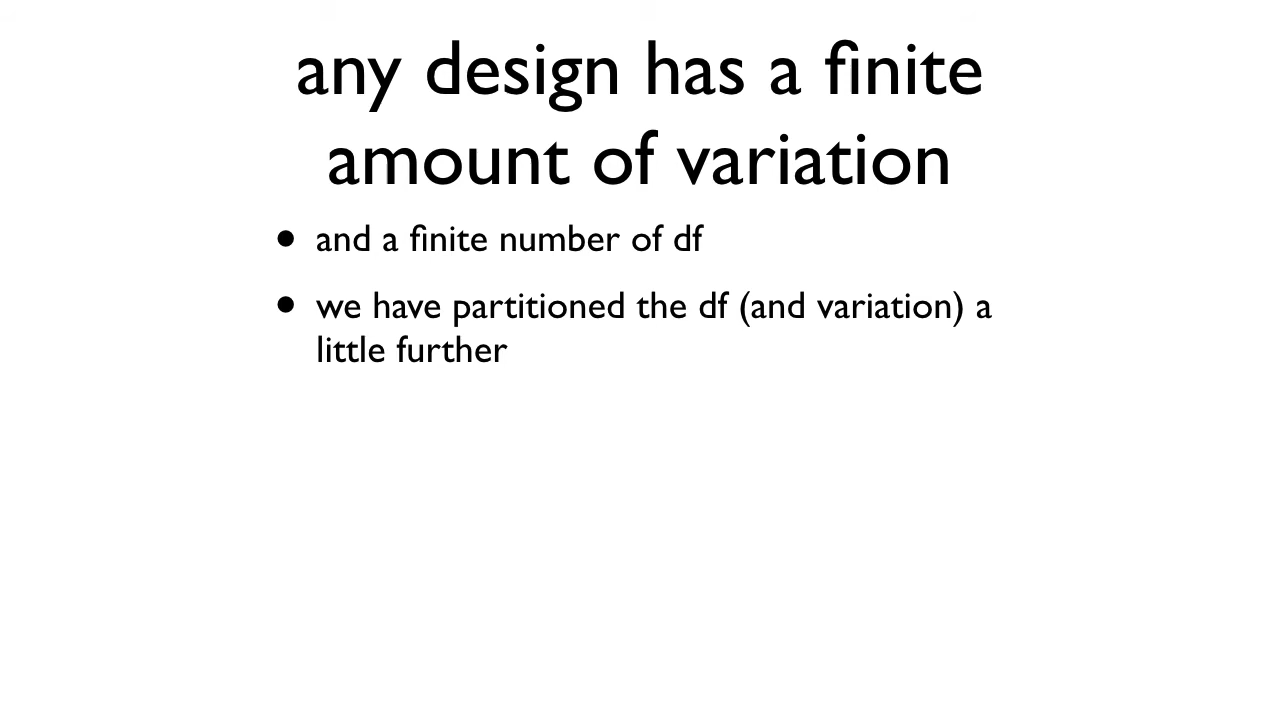 any design has a finite
amount of variation
• and a finite number of df
• we have partitioned the df (and variation) a
little further